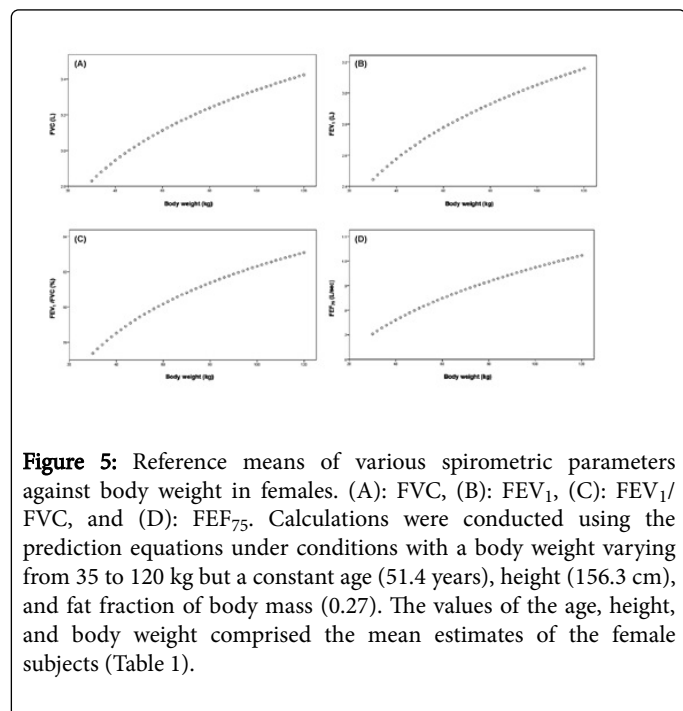 (A)
(B)
FVC (L)
FEV₁ (L)
Body weight (kg)
Body weight (kg)
(C)
(D)
FEV₁/FVC (%)
FEF₇₅ (L/sec)
Body weight (kg)
Body weight (kg)
Figure 5: Reference means of various spirometric parameters
against body weight in females. (A): FVC, (B): FEV₁, (C): FEV₁/
FVC, and (D): FEF₇₅. Calculations were conducted using the
prediction equations under conditions with a body weight varying
from 35 to 120 kg but a constant age (51.4 years), height (156.3 cm),
and fat fraction of body mass (0.27). The values of the age, height,
and body weight comprised the mean estimates of the female
subjects (Table 1).